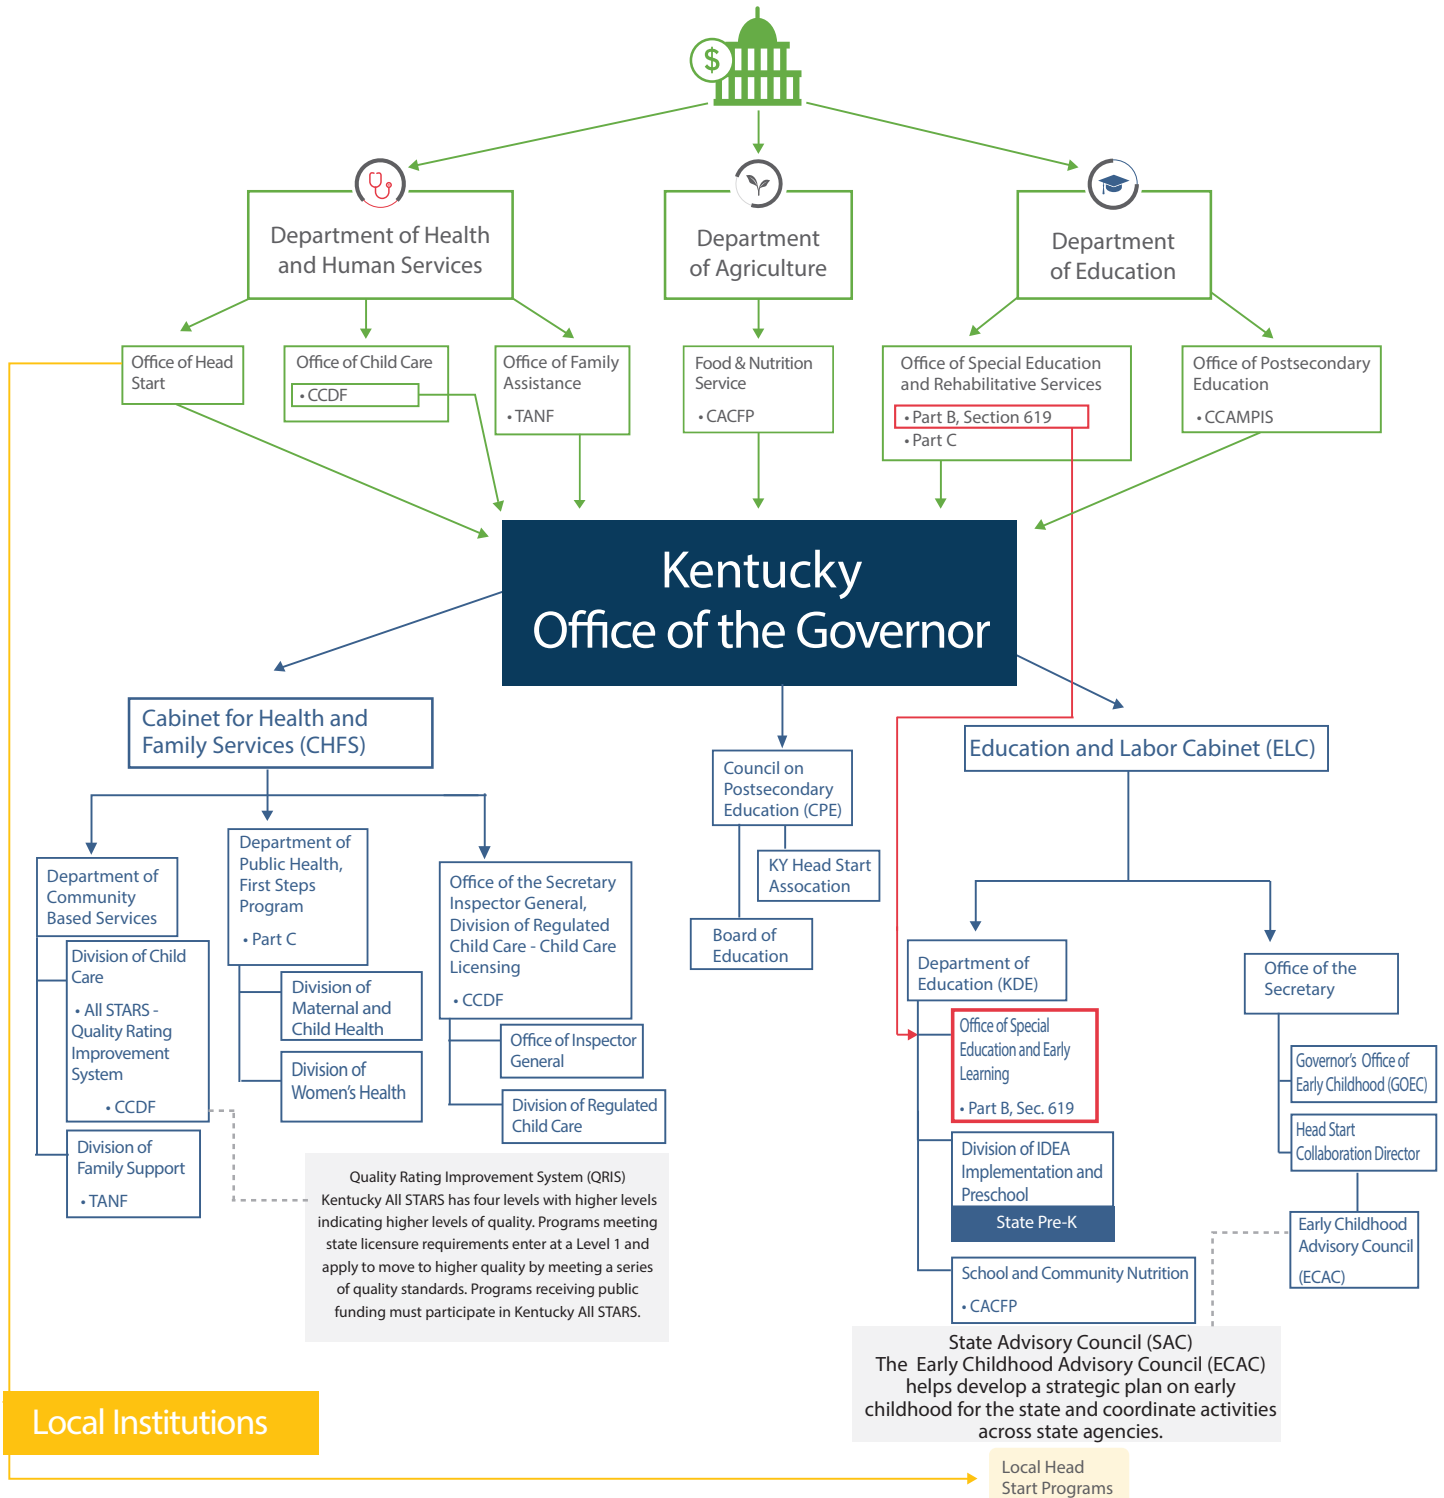 $
Department of Health
and Human Services
Department
of Agriculture
Department
of Education
Office of Head
Start
Office of Child Care
• CCDF
Office of Family
Assistance
• TANF
Food & Nutrition
Service
• CACFP
Office of Special Education
and Rehabilitative Services
• Part B, Section 619
• Part C
Office of Postsecondary
Education
• CCAMPIS
Kentucky
Office of the Governor
Cabinet for Health and
Family Services (CHFS)
Council on
Postsecondary
Education (CPE)
KY Head Start
Assocation
Board of
Education
Education and Labor Cabinet (ELC)
Department of
Community
Based Services
Division of Child
Care
• All STARS -
Quality Rating
Improvement
System
• CCDF
Division of
Family Support
• TANF
Department of
Public Health,
First Steps
Program
• Part C
Division of
Maternal and
Child Health
Division of
Women's Health
Office of the Secretary
Inspector General,
Division of Regulated
Child Care - Child Care
Licensing
• CCDF
Office of Inspector
General
Division of Regulated
Child Care
Department of
Education (KDE)
Office of Special
Education and Early
Learning
• Part B, Sec. 619
Division of IDEA
Implementation and
Preschool
State Pre-K
School and Community Nutrition
• CACFP
Office of the
Secretary
Governor's Office of
Early Childhood (GOEC)
Head Start
Collaboration Director
Early Childhood
Advisory Council
(ECAC)
Quality Rating Improvement System (QRIS)
Kentucky All STARS has four levels with higher levels
indicating higher levels of quality. Programs meeting
state licensure requirements enter at a Level 1 and
apply to move to higher quality by meeting a series
of quality standards. Programs receiving public
funding must participate in Kentucky All STARS.
State Advisory Council (SAC)
The Early Childhood Advisory Council (ECAC)
helps develop a strategic plan on early
childhood for the state and coordinate activities
across state agencies.
Local Institutions
Local Head
Start Programs